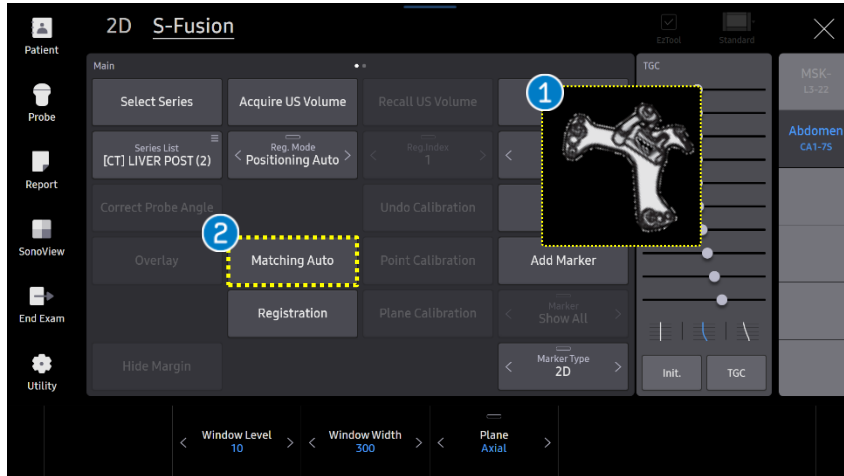 Patient
Probe
Report
SonoView
End Exam
Utility
2D S-Fusion
EzTool
Standard
Main
Select Series
Acquire US Volume
Recall US Volume
Series List
[CT] LIVER POST (2)
Reg. Mode
Positioning Auto
Reg.Index
1
Correct Probe Angle
Undo Calibration
Overlay
Matching Auto
Point Calibration
Add Marker
Registration
Plane Calibration
Marker
Show All
Hide Margin
Marker Type
2D
1
2
TGC
Init.
TGC
MSK-
L3-22
Abdomen
CA1-7S
Window Level
10
Window Width
300
Plane
Axial